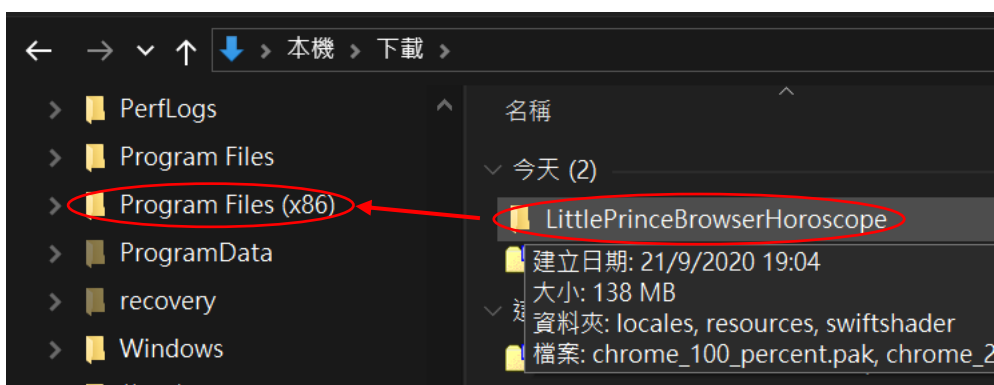 本機 > 下載 >
PerfLogs
Program Files
Program Files (x86)
ProgramData
recovery
Windows
名稱
今天 (2)
LittlePrinceBrowserHoroscope
建立日期: 21/9/2020 19:04
大小: 138 MB
資料夾: locales, resources, swiftshader
檔案: chrome_100_percent.pak, chrome_2